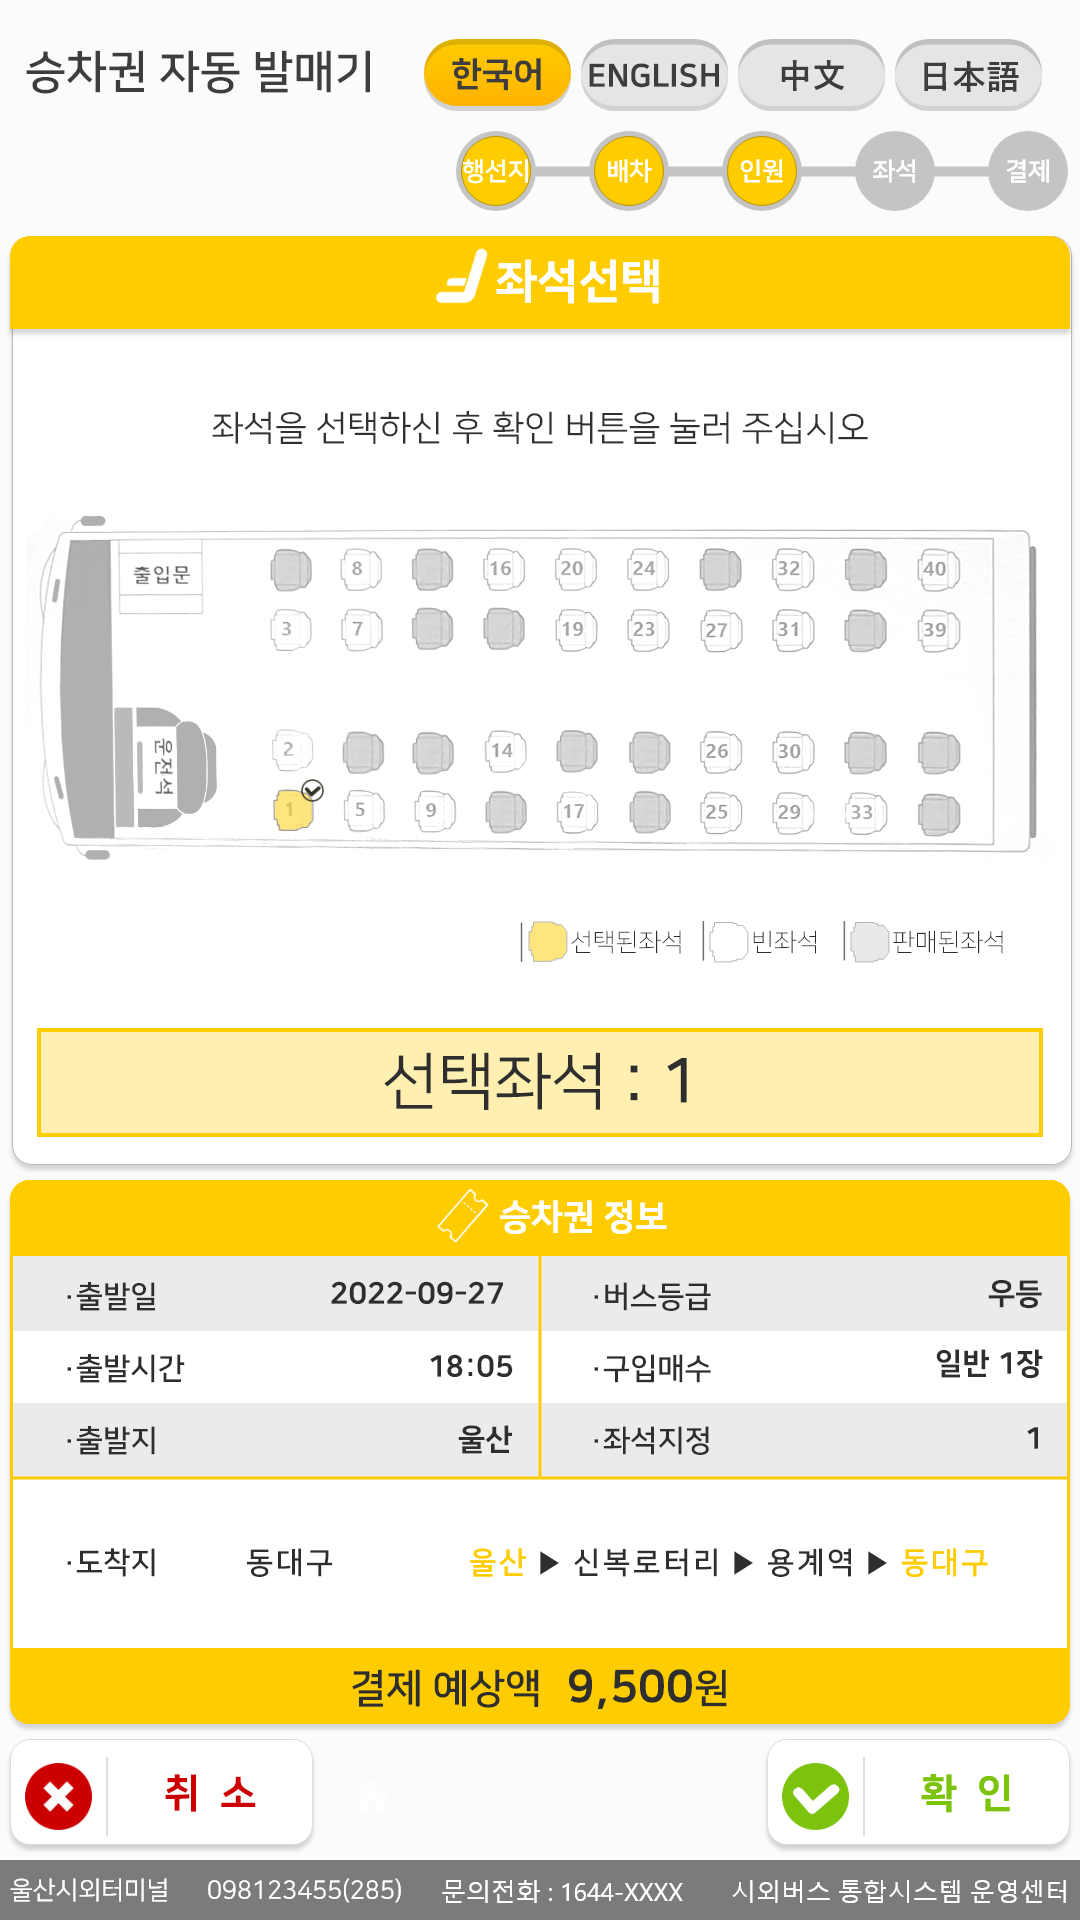 승차권 자동 발매기
한국어 ENGLISH 中文 日本語
행선지 배차 인원 좌석 결제
좌석선택
좌석을 선택하신 후 확인 버튼을 눌러 주십시오
출입문
8 16 20 24 32 40
3 7 19 23 27 31 39
운전석
2 14 26 30
1 5 9 17 25 29 33
선택된좌석 빈좌석 판매된좌석
선택좌석 : 1
승차권 정보
·출발일 2022-09-27 ·버스등급 우등
·출발시간 18:05 ·구입매수 일반 1장
·출발지 울산 ·좌석지정 1
·도착지 동대구 울산 ▶ 신복로터리 ▶ 용계역 ▶ 동대구
결제 예상액 9,500원
취 소 확 인
울산시외터미널 098123455(285) 문의전화 : 1644-XXXX 시외버스 통합시스템 운영센터